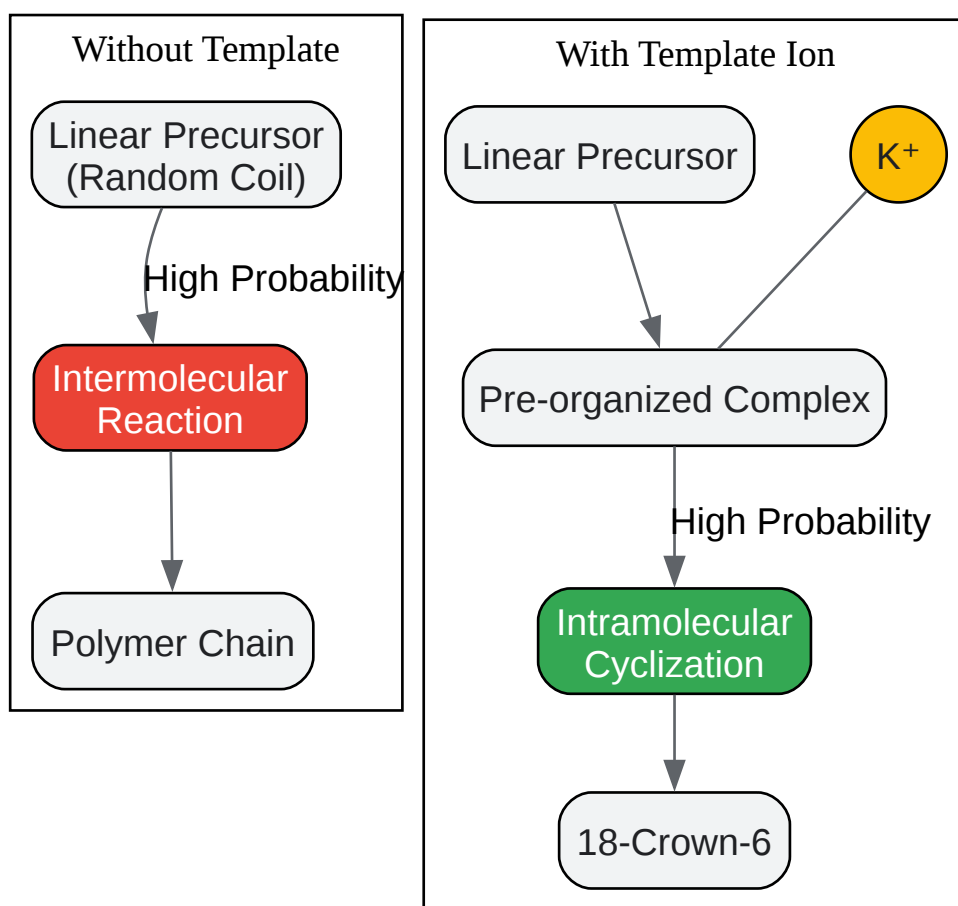 Without Template
Linear Precursor
(Random Coil)
High Probability
Intermolecular
Reaction
Polymer Chain
With Template Ion
Linear Precursor
K⁺
Pre-organized Complex
High Probability
Intramolecular
Cyclization
18-Crown-6